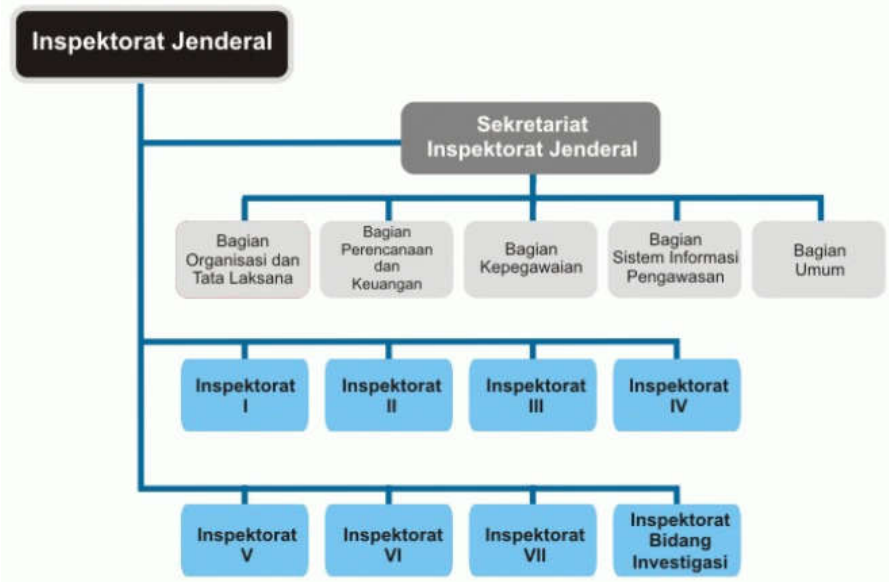 Inspektorat Jenderal
Sekretariat
Inspektorat Jenderal
Bagian
Organisasi dan
Tata Laksana
Bagian
Perencanaan
dan
Keuangan
Bagian
Kepegawaian
Bagian
Sistem Informasi
Pengawasan
Bagian
Umum
Inspektorat
I
Inspektorat
II
Inspektorat
III
Inspektorat
IV
Inspektorat
V
Inspektorat
VI
Inspektorat
VII
Inspektorat
Bidang
Investigasi